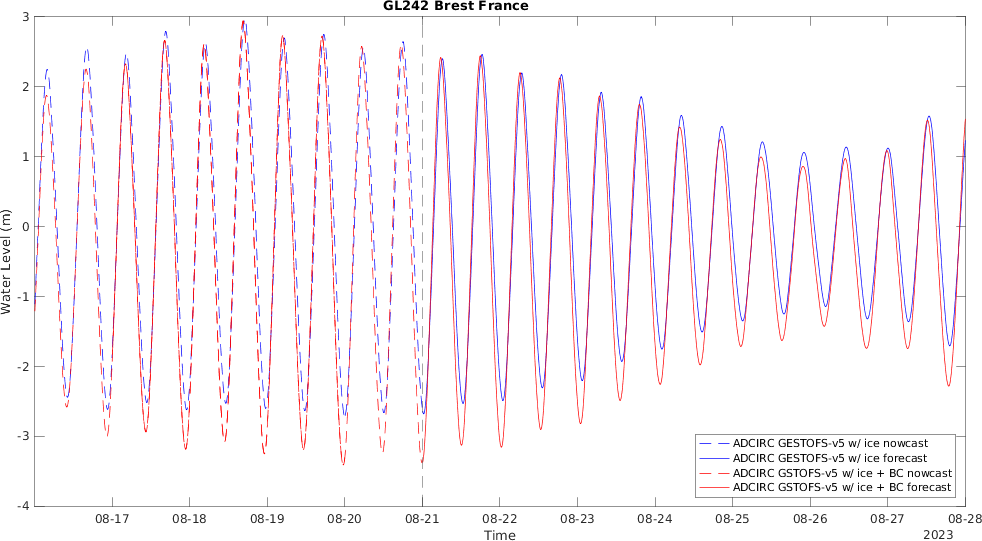 GL242 Brest France
3
2
1
0
-1
-2
-3
-4
Water Level (m)
ADCIRC GESTOFS-v5 w/ ice nowcast
ADCIRC GESTOFS-v5 w/ ice forecast
ADCIRC GSTOFS-v5 w/ ice + BC nowcast
ADCIRC GSTOFS-v5 w/ ice + BC forecast
08-17 08-18 08-19 08-20 08-21 08-22 08-23 08-24 08-25 08-26 08-27 08-28
Time
2023